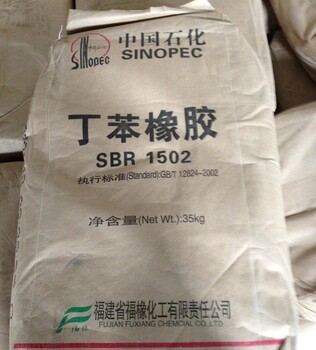 中国石化
SINOPEC
SINOPEC
丁苯橡胶
SBR 1502
执行标准(Standard):GB/T 12824-2002
净含量(Net Wt.):35kg
福建省福橡化工有限责任公司
FUJIAN FUXIANG CHEMCIAL CO.,LTD